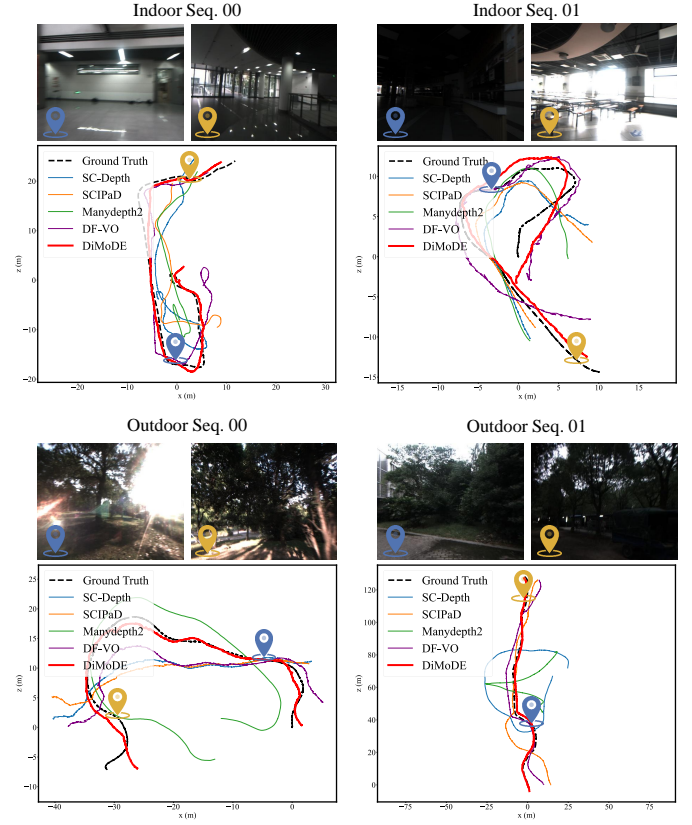 Indoor Seq. 00
Indoor Seq. 01
Ground Truth
SC-Depth
SCIPaD
Manydepth2
DF-VO
DiMoDE
z (m)
20
10
0
−10
−20
−20
−10
0
10
20
30
x (m)
Ground Truth
SC-Depth
SCIPaD
Manydepth2
DF-VO
DiMoDE
z (m)
10
5
0
−5
−10
−15
−15
−10
−5
0
5
10
15
x (m)
Outdoor Seq. 00
Outdoor Seq. 01
Ground Truth
SC-Depth
SCIPaD
Manydepth2
DF-VO
DiMoDE
z (m)
25
20
15
10
5
0
−5
−10
−40
−30
−20
−10
0
x (m)
Ground Truth
SC-Depth
SCIPaD
Manydepth2
DF-VO
DiMoDE
z (m)
120
100
80
60
40
20
0
−75
−50
−25
0
25
50
75
x (m)